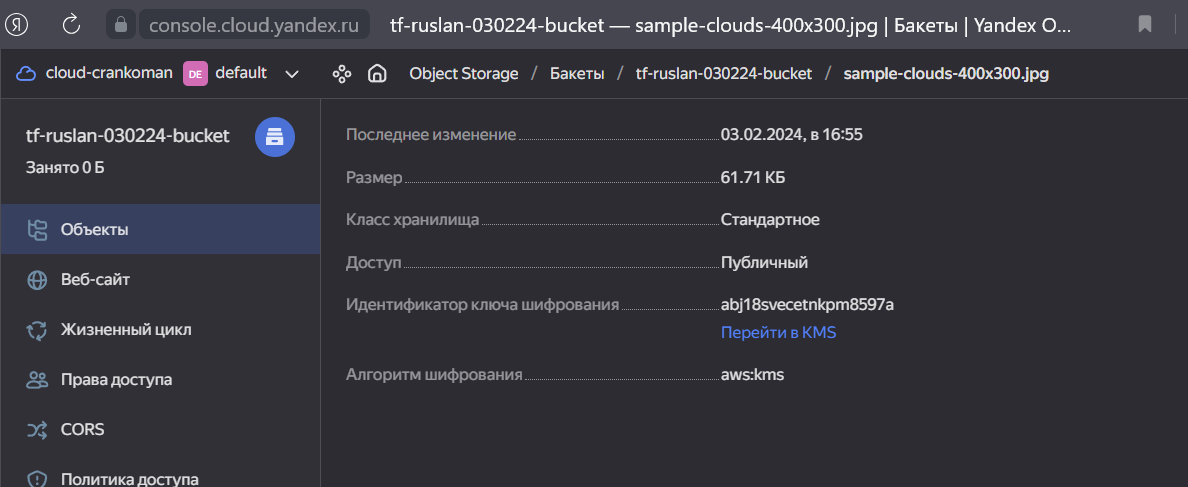 Я console.cloud.yandex.ru tf-ruslan-030224-bucket — sample-clouds-400x300.jpg | Бакеты | Yandex O...
cloud-crankoman DE default Object Storage / Бакеты / tf-ruslan-030224-bucket / sample-clouds-400x300.jpg
tf-ruslan-030224-bucket
Занято 0 Б
Объекты
Веб-сайт
Жизненный цикл
Права доступа
CORS
Политика доступа
Последнее изменение 03.02.2024, в 16:55
Размер 61.71 КБ
Класс хранилища Стандартное
Доступ Публичный
Идентификатор ключа шифрования abj18svecetnkpm8597a
Перейти в KMS
Алгоритм шифрования aws:kms